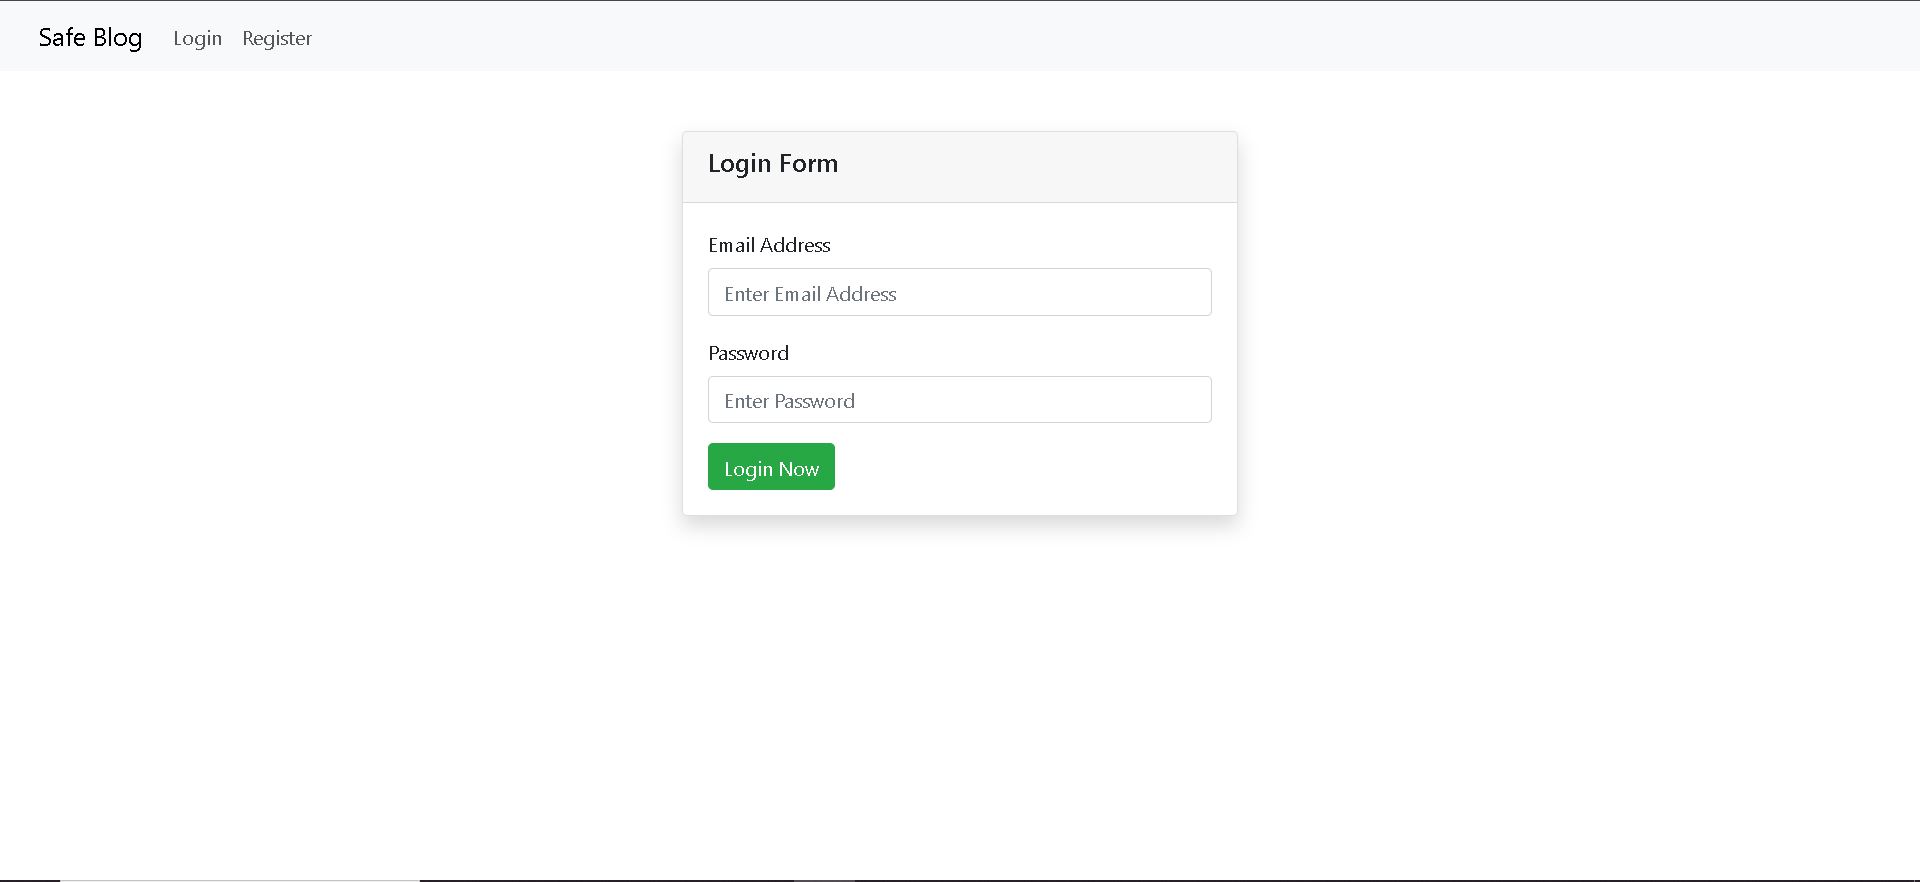 Safe Blog Login Register
Login Form
Email Address
Enter Email Address
Password
Enter Password
Login Now